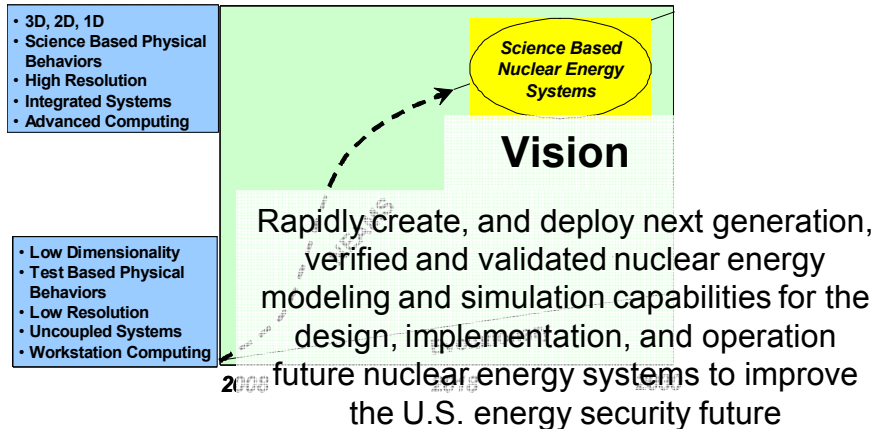 • 3D, 2D, 1D
• Science Based Physical
Behaviors
• High Resolution
• Integrated Systems
• Advanced Computing
Science Based
Nuclear Energy
Systems
Vision
NEAMS
Rapidly create, and deploy next generation,
verified and validated nuclear energy
modeling and simulation capabilities for the
design, implementation, and operation
future nuclear energy systems to improve
the U.S. energy security future
• Low Dimensionality
• Test Based Physical
Behaviors
• Low Resolution
• Uncoupled Systems
• Workstation Computing
2008
2018